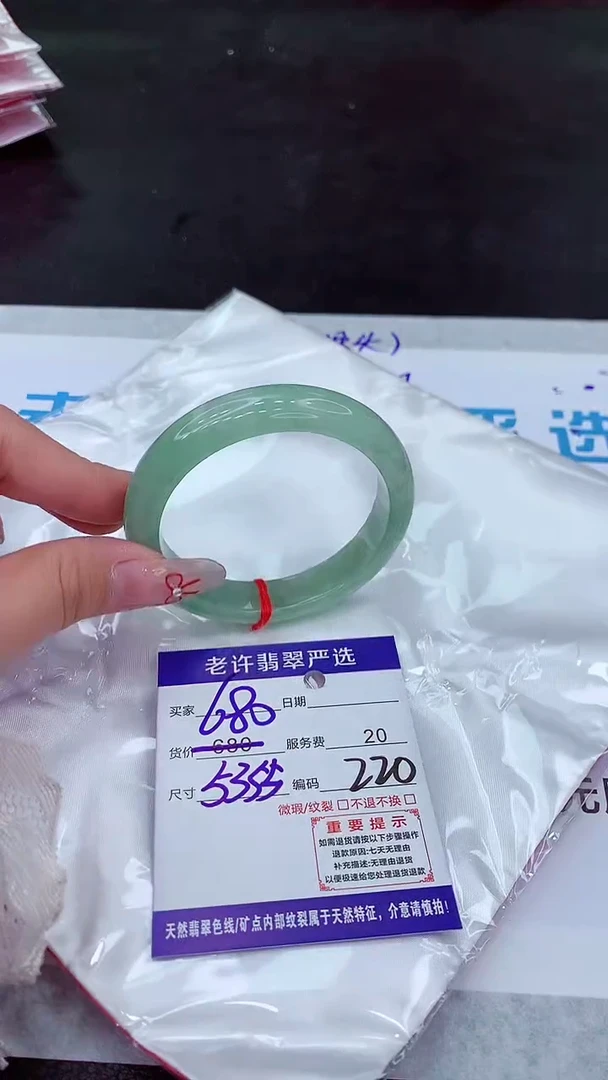 严选
老许翡翠严选
买家 680 日期
货价 680 服务费 20
尺寸 5355 编码 220
微瑕/纹裂 □不退不换 □
重要提示
如需退货请按以下步骤操作
退款原因:七天无理由
补充描述:无理由退货
以便极速给您处理退货退款
天然翡翠色线/矿点内部纹裂属于天然特征，介意请慎拍!